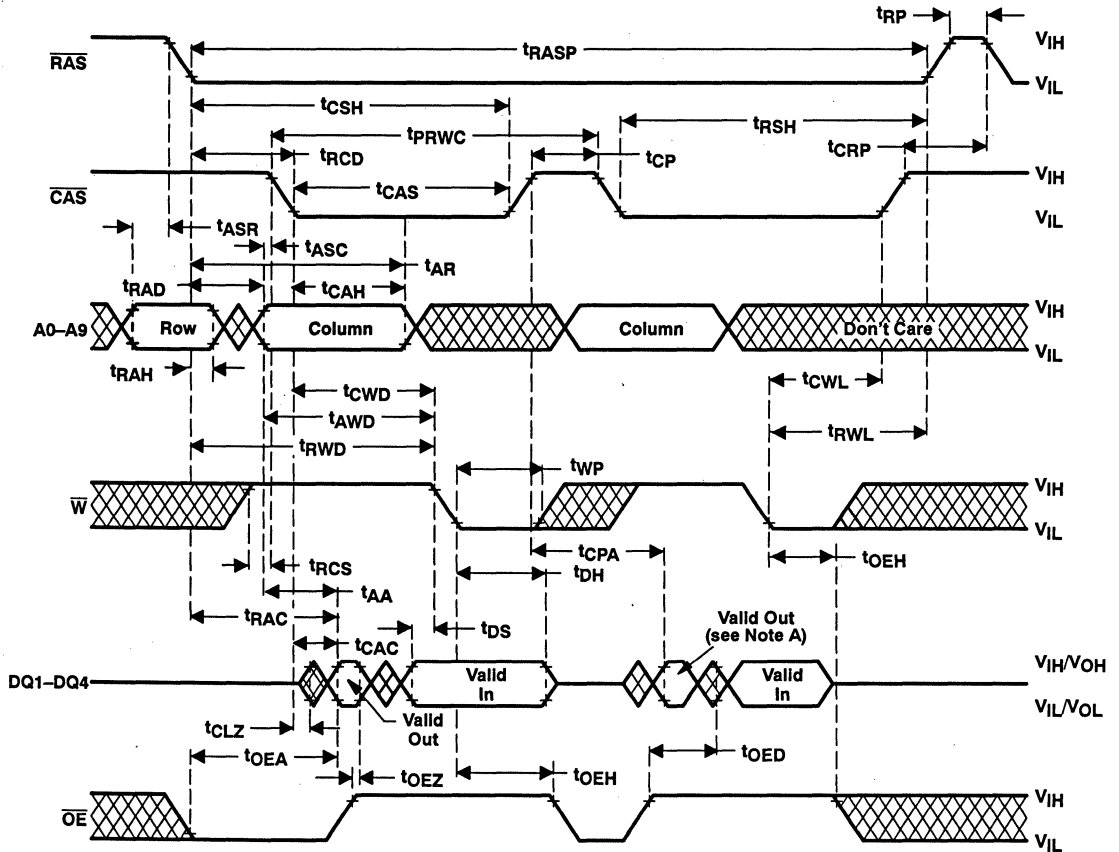 tRP
RAS
tRASP
VIH
VIL
tCSH
tPRWC
tRSH
tRCD
tCP
tCRP
CAS
tCAS
VIH
VIL
tASR
tASC
tAR
tRAD
tCAH
A0–A9
Row
Column
Column
Don't Care
VIH
VIL
tRAH
tCWD
tCWL
tAWD
tRWD
tRWL
tWP
W
VIH
VIL
tCPA
tOEH
tRCS
tDH
tAA
tRAC
tDS
Valid Out
(see Note A)
tCAC
DQ1–DQ4
Valid
In
Valid
In
VIH/VOH
VIL/VOL
Valid
Out
tCLZ
tOEA
tOEZ
tOEH
tOED
OE
VIH
VIL